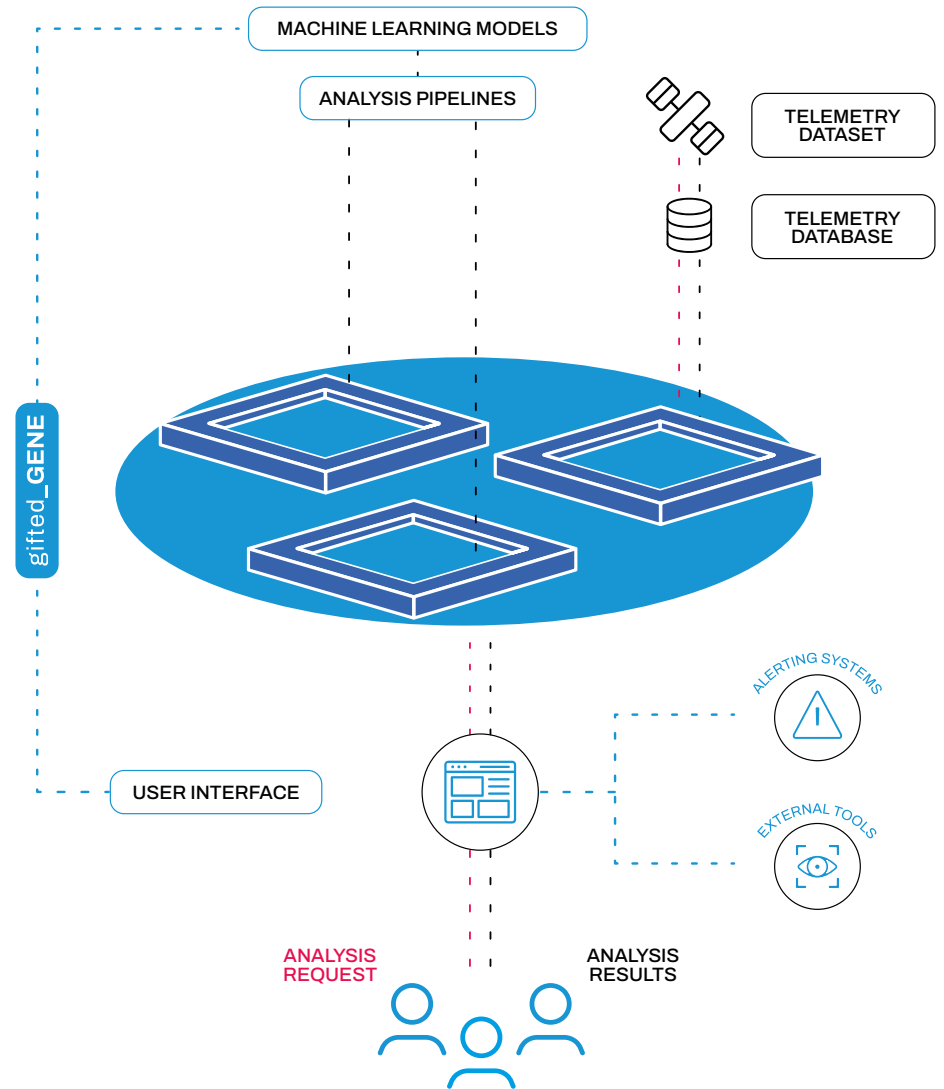 MACHINE LEARNING MODELS
ANALYSIS PIPELINES
TELEMETRY
DATASET
TELEMETRY
DATABASE
gifted_GENE
ALERTING SYSTEMS
USER INTERFACE
EXTERNAL TOOLS
ANALYSIS
REQUEST
ANALYSIS
RESULTS